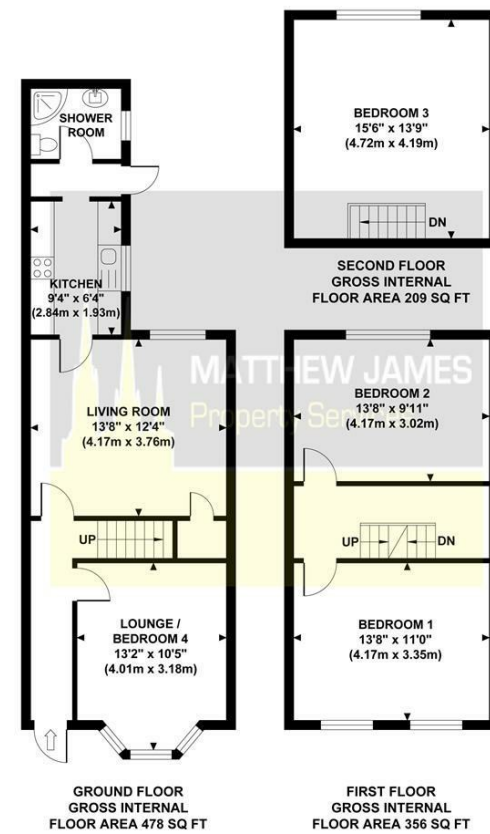 SHOWER
ROOM
KITCHEN
9'4" x 6'4"
(2.84m x 1.93m)
LIVING ROOM
13'8" x 12'4"
(4.17m x 3.76m)
UP
LOUNGE /
BEDROOM 4
13'2" x 10'5"
(4.01m x 3.18m)
GROUND FLOOR
GROSS INTERNAL
FLOOR AREA 478 SQ FT
BEDROOM 3
15'6" x 13'9"
(4.72m x 4.19m)
DN
SECOND FLOOR
GROSS INTERNAL
FLOOR AREA 209 SQ FT
MATTHEW JAMES
Property Services
BEDROOM 2
13'8" x 9'11"
(4.17m x 3.02m)
UP
DN
BEDROOM 1
13'8" x 11'0"
(4.17m x 3.35m)
FIRST FLOOR
GROSS INTERNAL
FLOOR AREA 356 SQ FT